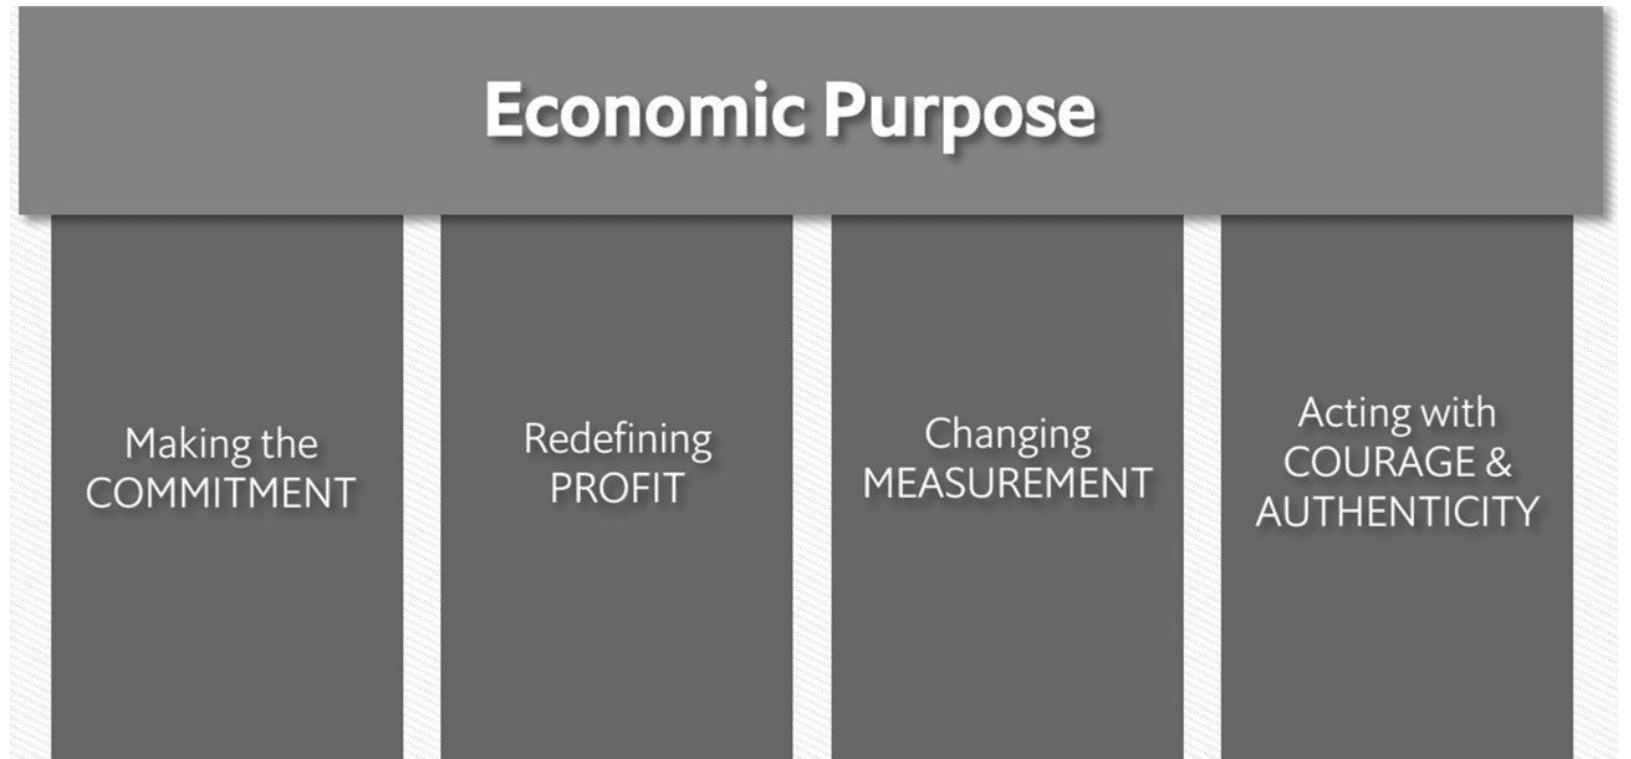 Economic Purpose
Making the
COMMITMENT
Redefining
PROFIT
Changing
MEASUREMENT
Acting with
COURAGE &
AUTHENTICITY